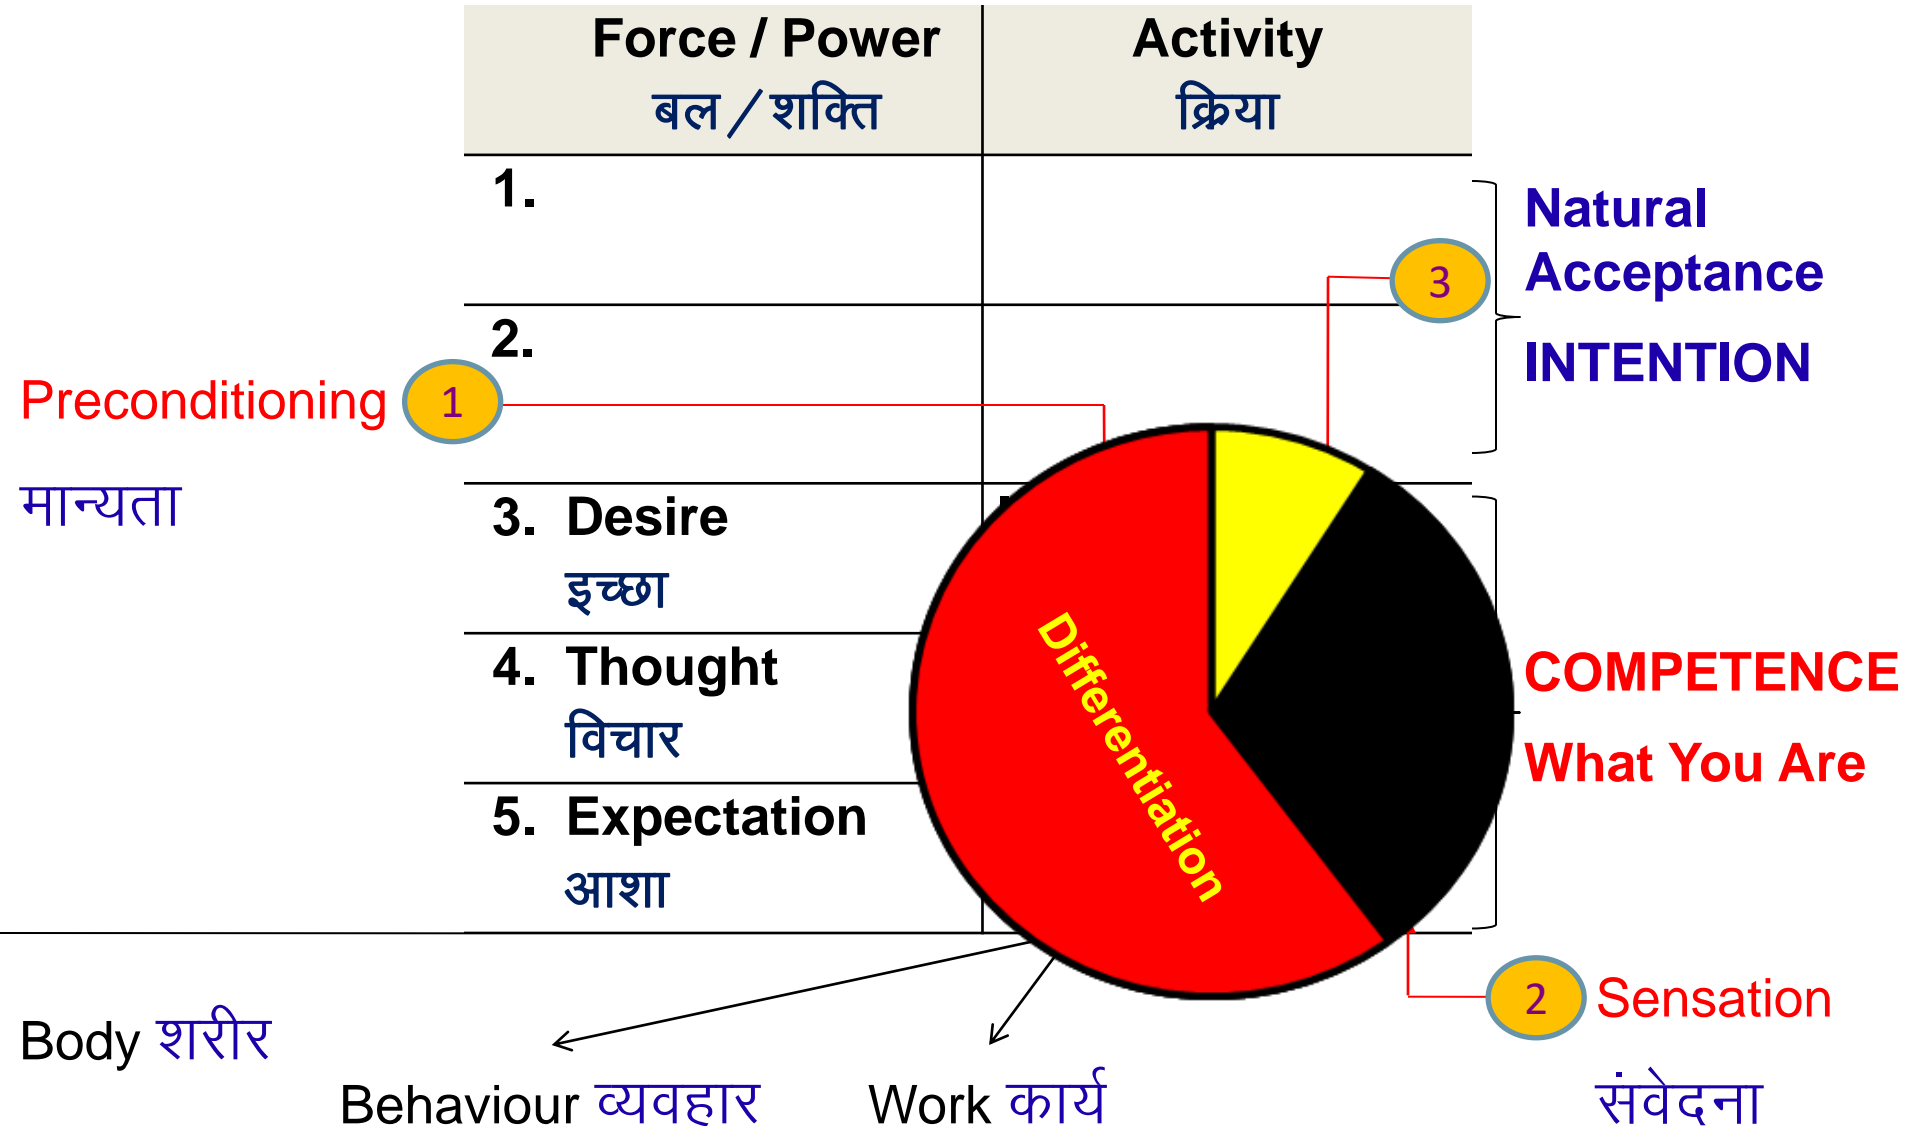 Force / Power
बल / शक्ति
Activity
क्रिया
1.
2.
3. Desire
इच्छा
4. Thought
विचार
5. Expectation
आशा
Preconditioning
मान्यता
1
3
Natural
Acceptance
INTENTION
Differentiation
COMPETENCE
What You Are
2
Sensation
संवेदना
Body शरीर
Behaviour व्यवहार
Work कार्य